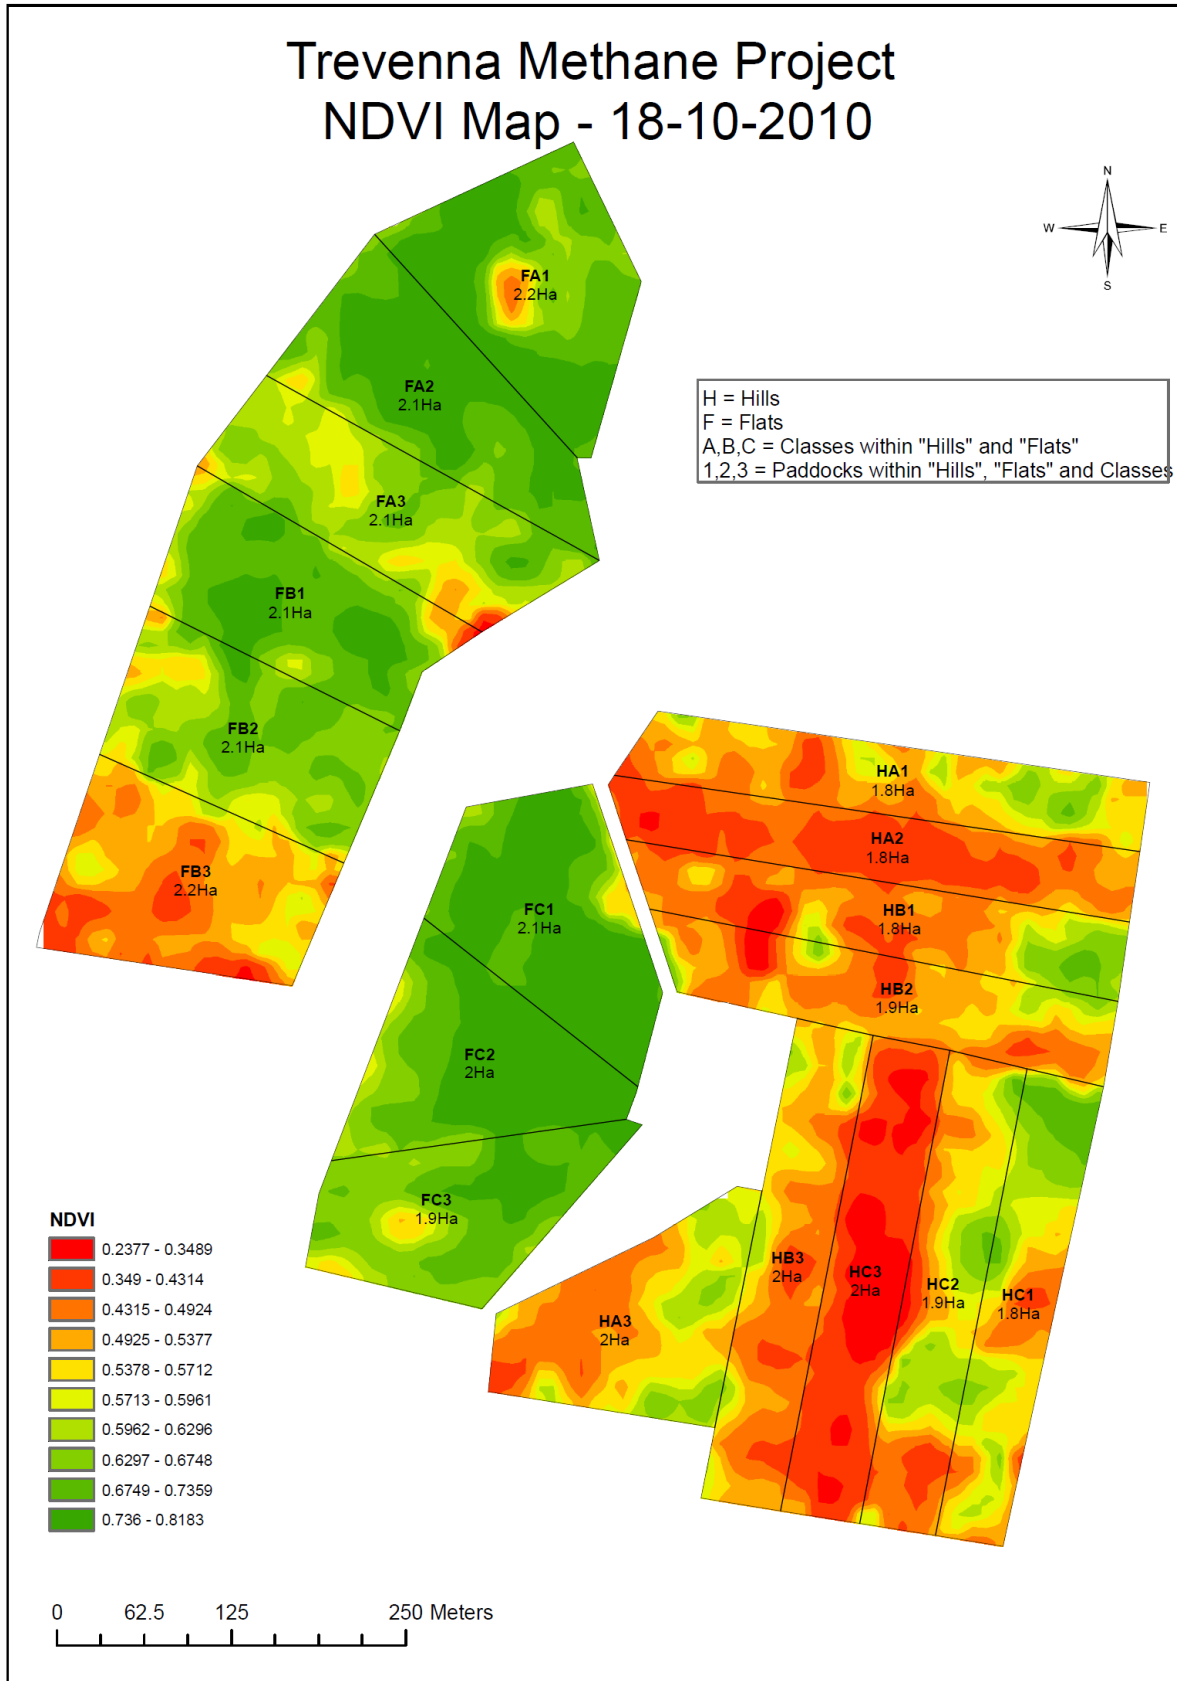 Trevenna Methane Project
NDVI Map - 18-10-2010
N
W
E
S
H = Hills
F = Flats
A,B,C = Classes within "Hills" and "Flats"
1,2,3 = Paddocks within "Hills", "Flats" and Classes
FA1
2.2Ha
FA2
2.1Ha
FA3
2.1Ha
FB1
2.1Ha
FB2
2.1Ha
FB3
2.2Ha
HA1
1.8Ha
HA2
1.8Ha
HB1
1.8Ha
HB2
1.9Ha
FC1
2.1Ha
FC2
2Ha
FC3
1.9Ha
HA3
2Ha
HB3
2Ha
HC3
2Ha
HC2
1.9Ha
HC1
1.8Ha
NDVI
0.2377 - 0.3489
0.349 - 0.4314
0.4315 - 0.4924
0.4925 - 0.5377
0.5378 - 0.5712
0.5713 - 0.5961
0.5962 - 0.6296
0.6297 - 0.6748
0.6749 - 0.7359
0.736 - 0.8183
0 62.5 125 250 Meters